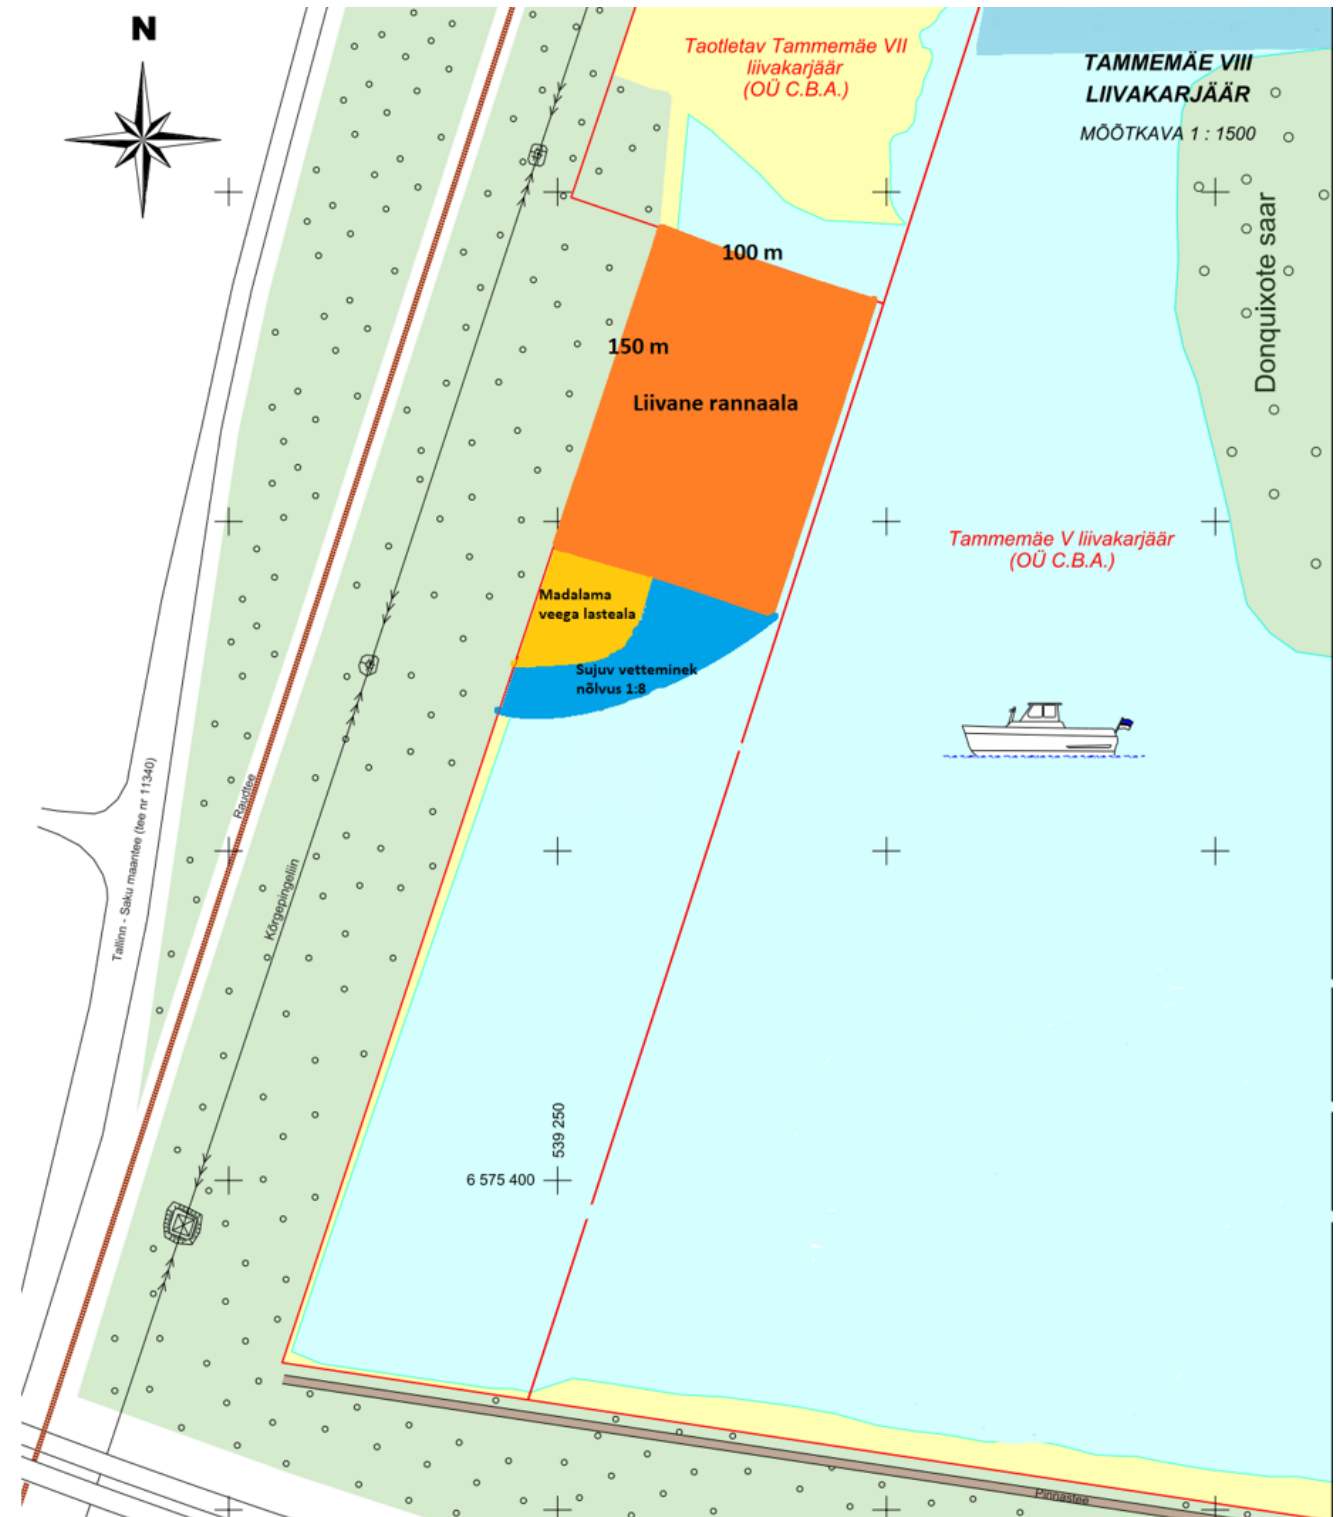 N
Taotletav Tammemäe VII
liivakarjäär
(OÜ C.B.A.)
TAMMEMÄE VIII
LIIVAKARJÄÄR
MÕÕTKAVA 1 : 1500
Donquixote saar
100 m
150 m
Liivane rannaala
Tammemäe V liivakarjäär
(OÜ C.B.A.)
Madalama
veega lasteala
Sujuv vetteminek
nõlvus 1:8
Raudtee
Tallinn - Saku maantee (tee nr 11340)
Kõrgepingeliin
539 250
6 575 400
Pinnastee